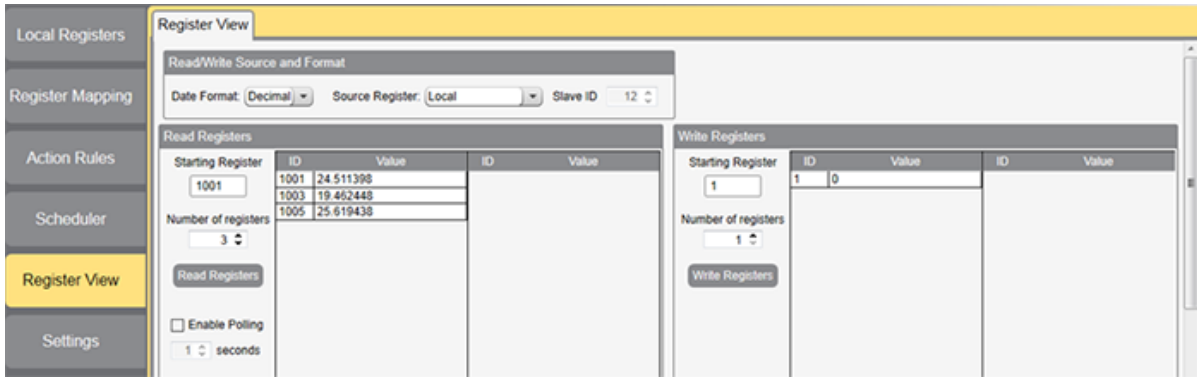 Local Registers
Register Mapping
Action Rules
Scheduler
Register View
Settings
Register View
Read/Write Source and Format
Date Format: Decimal Source Register: Local Slave ID 12
Read Registers
Starting Register
1001
Number of registers
3
Read Registers
Enable Polling
1 seconds
ID Value ID Value
1001 24.511398
1003 19.462448
1005 25.619438
Write Registers
Starting Register
1
Number of registers
1
Write Registers
ID Value ID Value
1 0